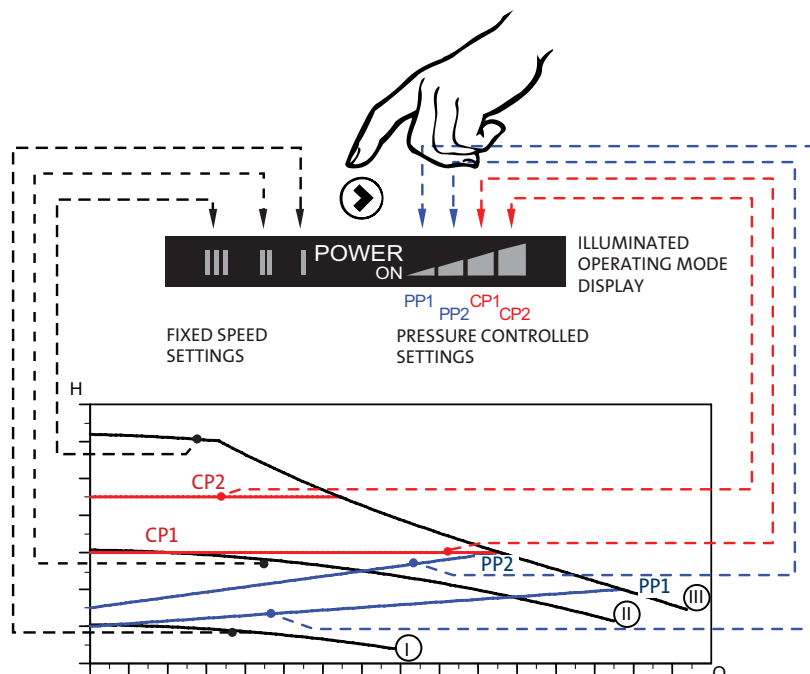 III II I POWER ON
ILLUMINATED
OPERATING MODE
DISPLAY
PP1 PP2 CP1 CP2
FIXED SPEED
SETTINGS
PRESSURE CONTROLLED
SETTINGS
H
CP2
CP1
PP2
PP1
III
II
I
Q